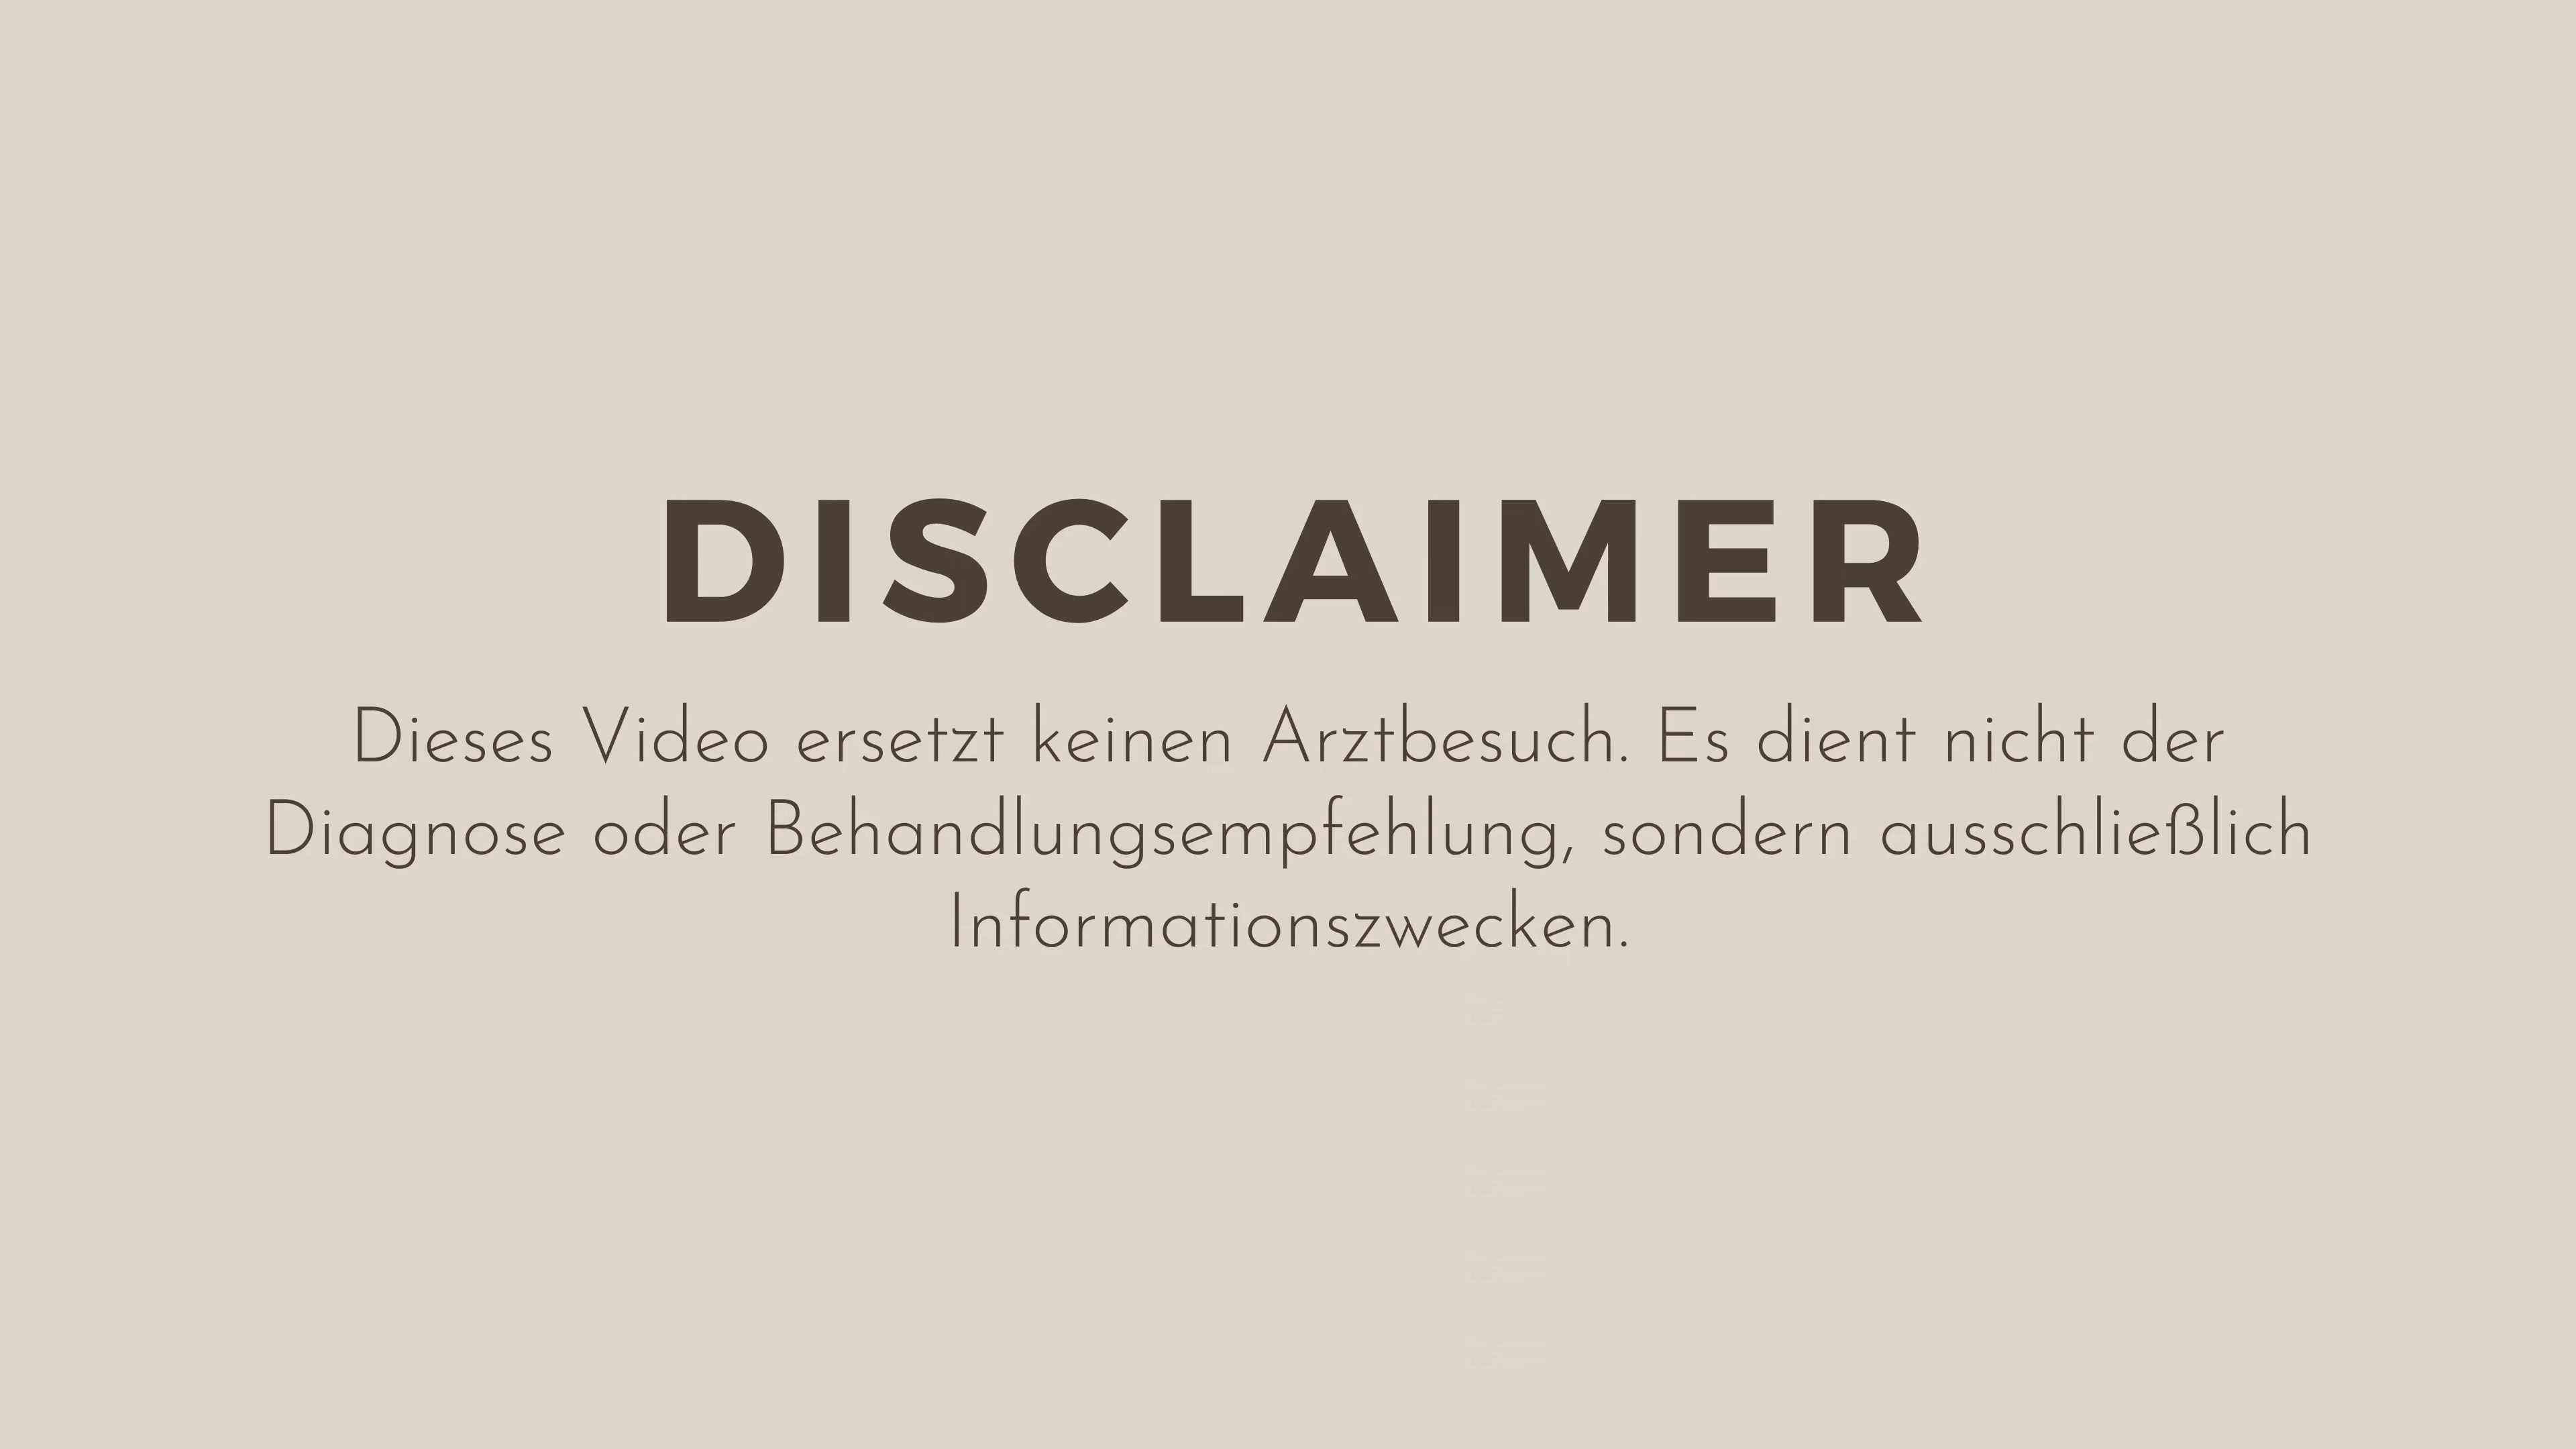 DISCLAIMER
Dieses Video ersetzt keinen Arztbesuch. Es dient nicht der
Diagnose oder Behandlungsempfehlung, sondern ausschließlich
Informationszwecken.